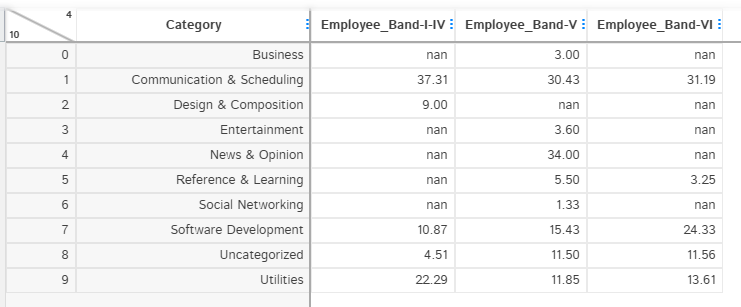 4
10
Category Employee_Band-I-IV Employee_Band-V Employee_Band-VI
0 Business nan 3.00 nan
1 Communication & Scheduling 37.31 30.43 31.19
2 Design & Composition 9.00 nan nan
3 Entertainment nan 3.60 nan
4 News & Opinion nan 34.00 nan
5 Reference & Learning nan 5.50 3.25
6 Social Networking nan 1.33 nan
7 Software Development 10.87 15.43 24.33
8 Uncategorized 4.51 11.50 11.56
9 Utilities 22.29 11.85 13.61